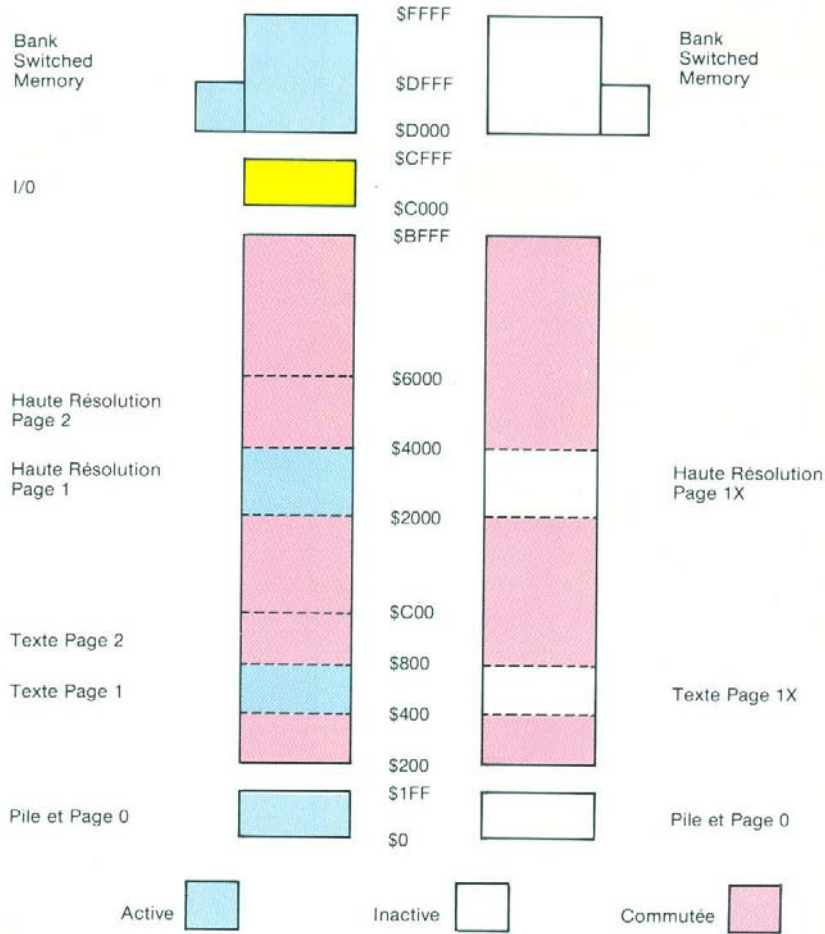 $FFFF
Bank
Switched
Memory
Bank
Switched
Memory
$DFFF
$D000
$CFFF
I/0
$C000
$BFFF
$6000
Haute Résolution
Page 2
$4000
Haute Résolution
Page 1
Haute Résolution
Page 1X
$2000
$C00
Texte Page 2
$800
Texte Page 1
Texte Page 1X
$400
$200
$1FF
Pile et Page 0
Pile et Page 0
$0
Active
Inactive
Commutée